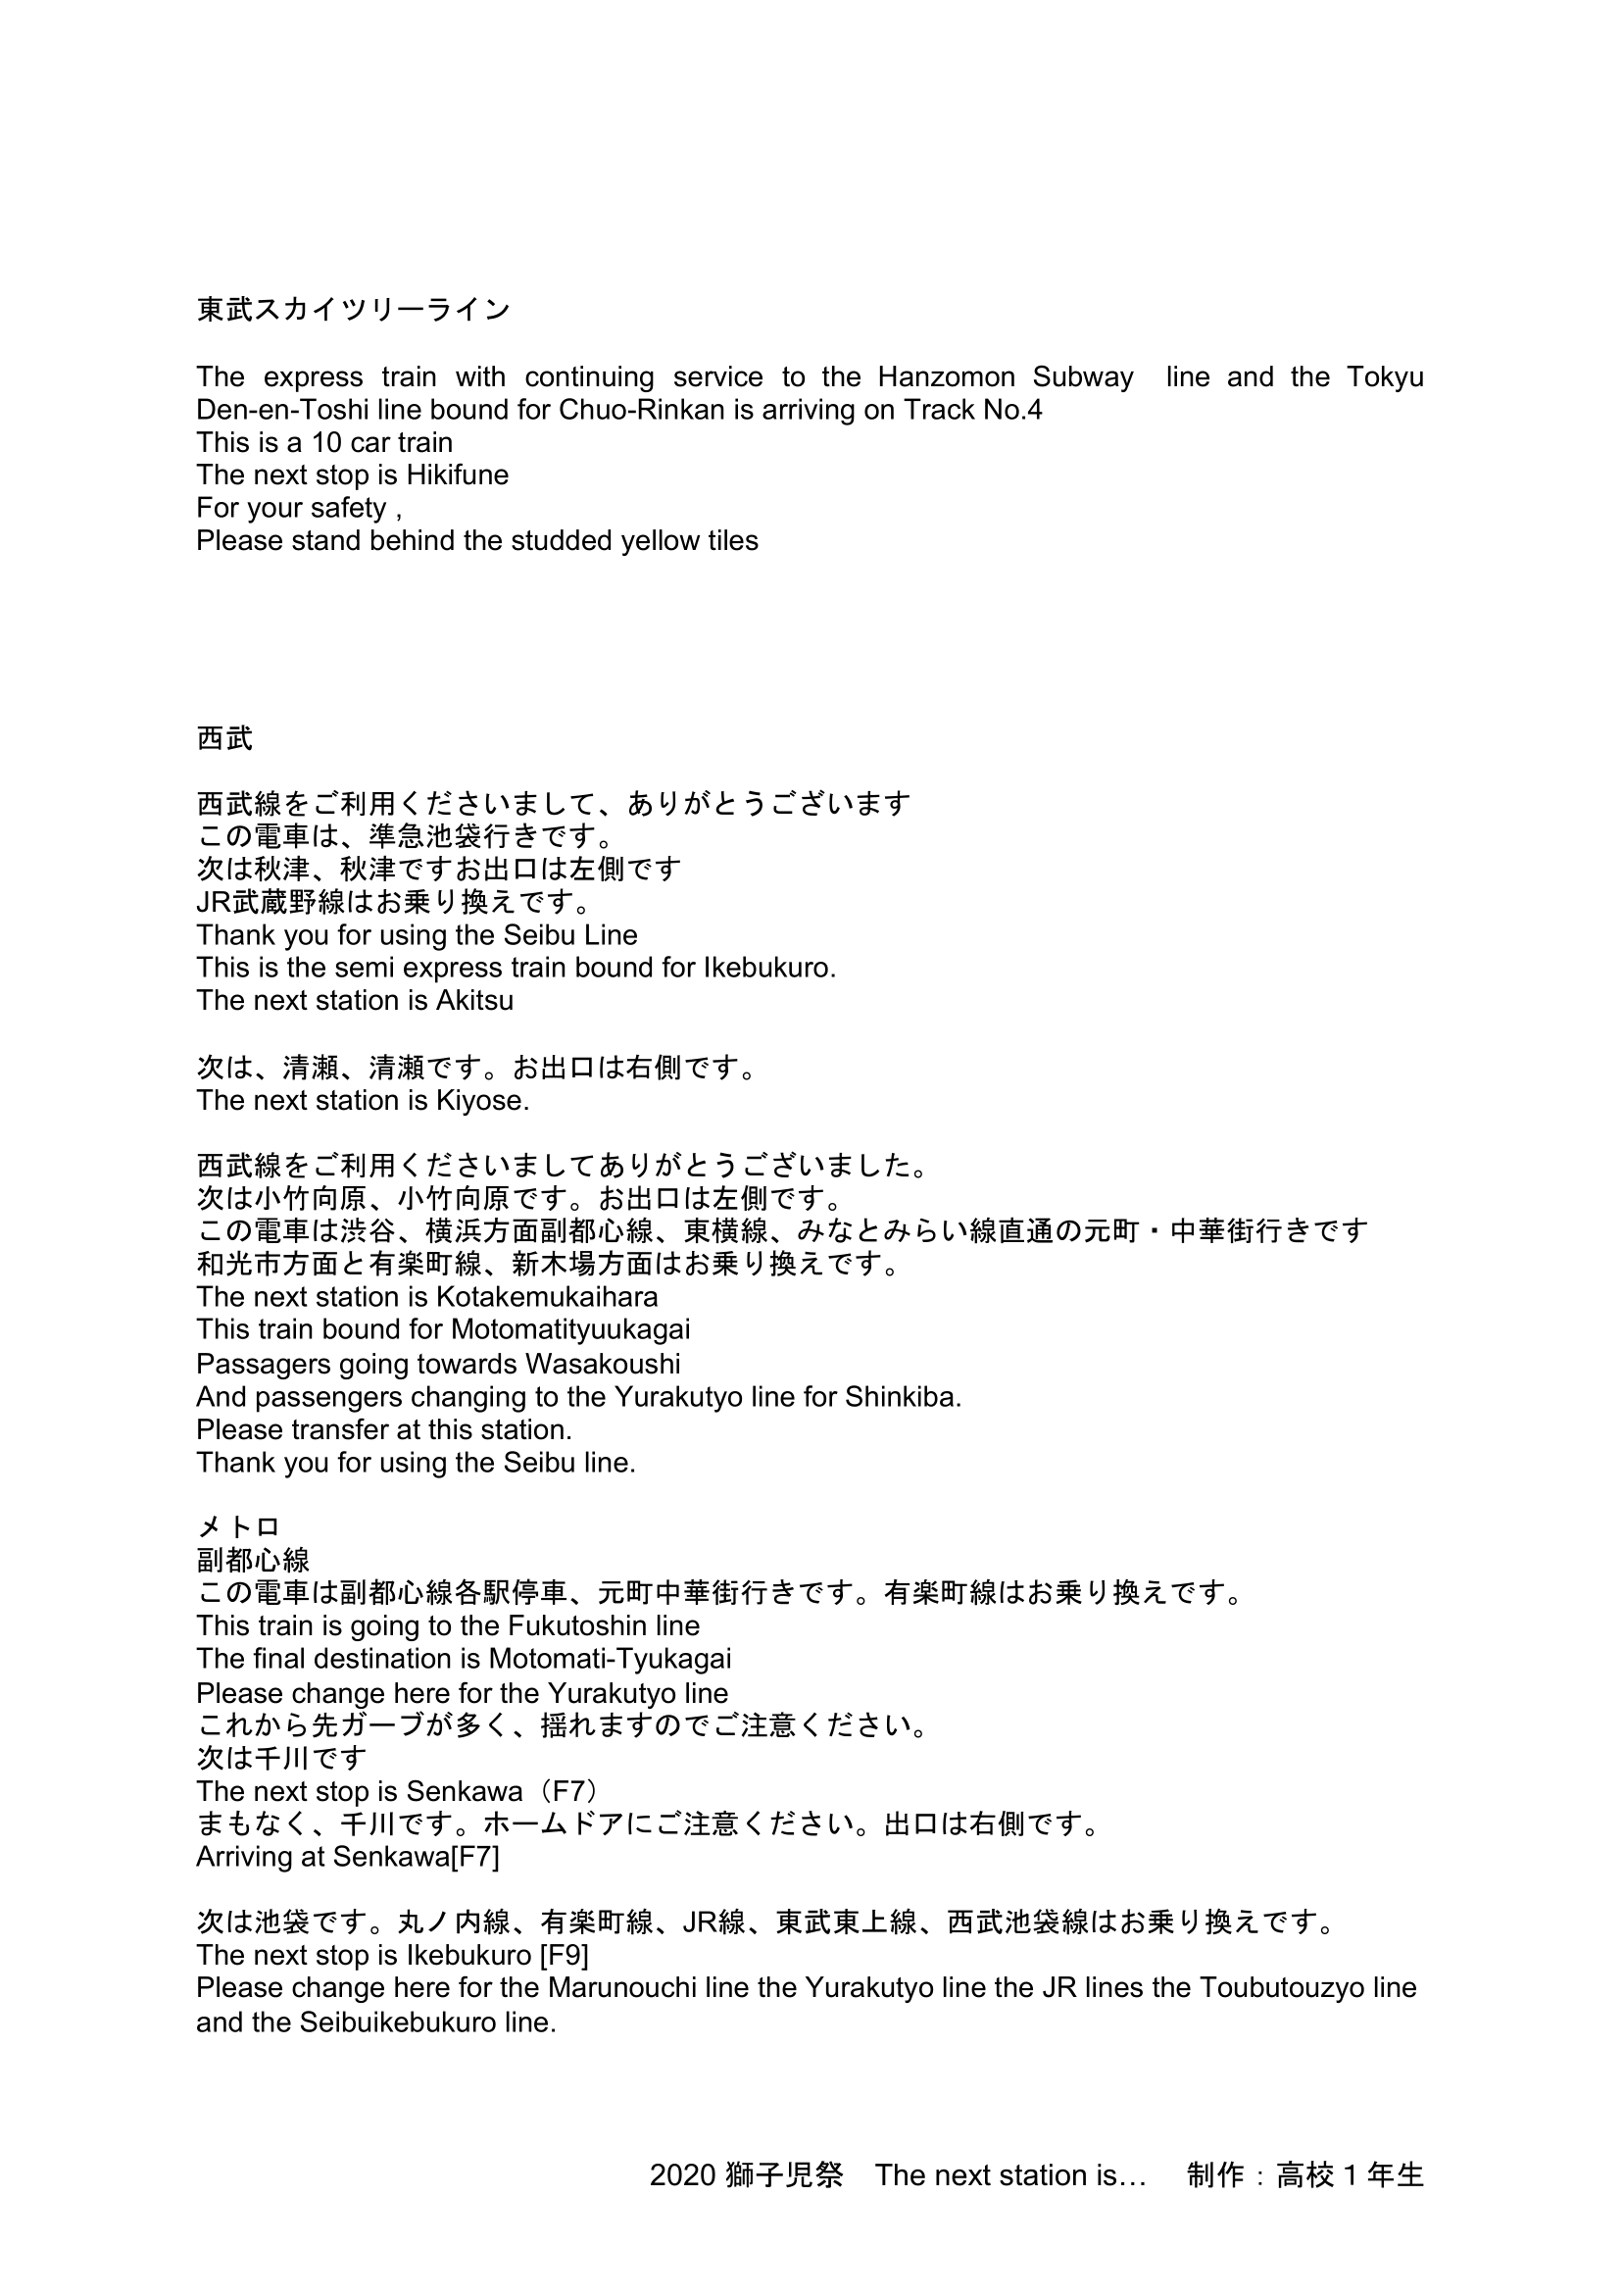 東武スカイツリーライン
The express train with continuing service to the Hanzomon Subway line and the Tokyu
Den-en-Toshi line bound for Chuo-Rinkan is arriving on Track No.4
This is a 10 car train
The next stop is Hikifune
For your safety ,
Please stand behind the studded yellow tiles
西武
西武線をご利用くださいまして、ありがとうございます
この電車は、準急池袋行きです。
次は秋津、秋津ですお出口は左側です
JR武蔵野線はお乗り換えです。
Thank you for using the Seibu Line
This is the semi express train bound for Ikebukuro.
The next station is Akitsu
次は、清瀬、清瀬です。お出口は右側です。
The next station is Kiyose.
西武線をご利用くださいましてありがとうございました。
次は小竹向原、小竹向原です。お出口は左側です。
この電車は渋谷、横浜方面副都心線、東横線、みなとみらい線直通の元町・中華街行きです
和光市方面と有楽町線、新木場方面はお乗り換えです。
The next station is Kotakemukaihara
This train bound for Motomatityuukagai
Passagers going towards Wasakoushi
And passengers changing to the Yurakutyo line for Shinkiba.
Please transfer at this station.
Thank you for using the Seibu line.
メトロ
副都心線
この電車は副都心線各駅停車、元町中華街行きです。有楽町線はお乗り換えです。
This train is going to the Fukutoshin line
The final destination is Motomati-Tyukagai
Please change here for the Yurakutyo line
これから先ガーブが多く、揺れますのでご注意ください。
次は千川です
The next stop is Senkawa（F7）
まもなく、千川です。ホームドアにご注意ください。出口は右側です。
Arriving at Senkawa[F7]
次は池袋です。丸ノ内線、有楽町線、JR線、東武東上線、西武池袋線はお乗り換えです。
The next stop is Ikebukuro [F9]
Please change here for the Marunouchi line the Yurakutyo line the JR lines the Toubutouzyo line
and the Seibuikebukuro line.
2020 獅子児祭　The next station is…　制作：高校 1 年生